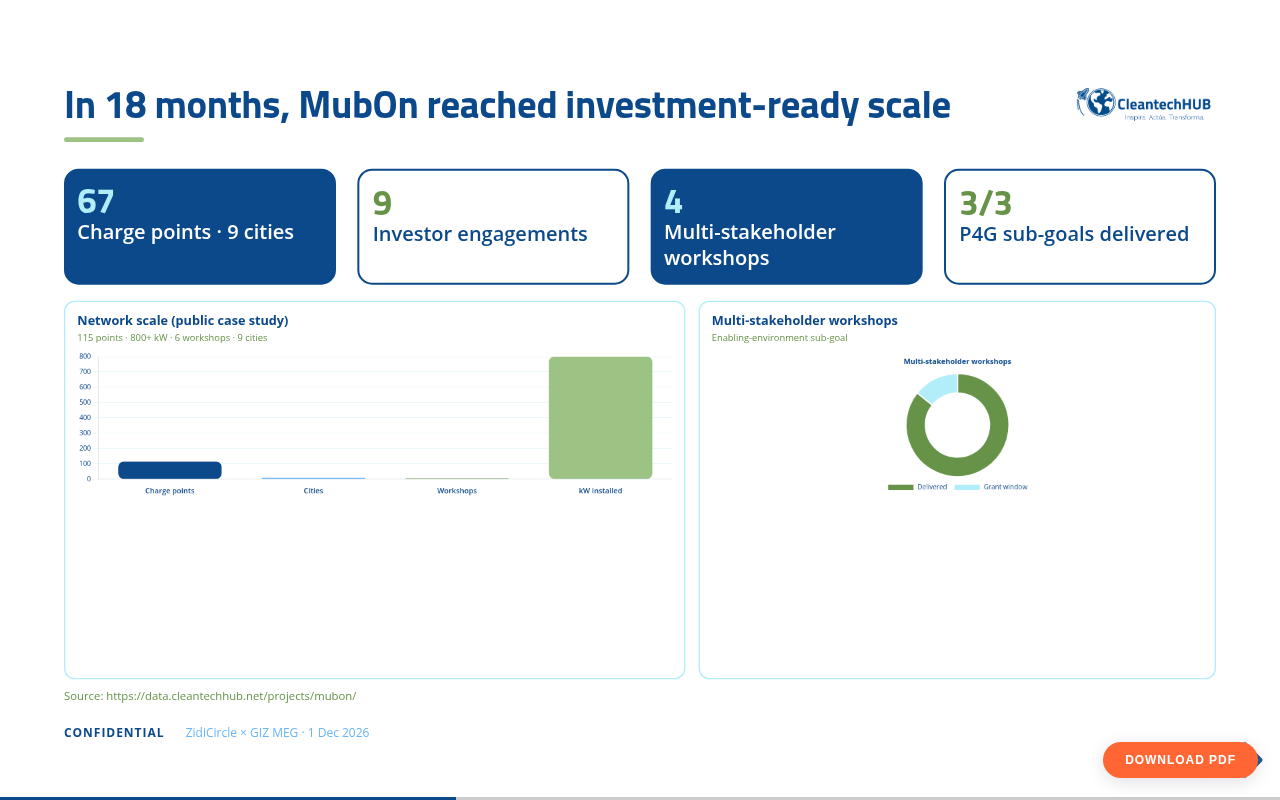 In 18 months, MubOn reached investment-ready scale
CleantechHUB
Inspira. Actúa. Transforma.
67
Charge points · 9 cities
9
Investor engagements
4
Multi-stakeholder
workshops
3/3
P4G sub-goals delivered
Network scale (public case study)
115 points · 800+ kW · 6 workshops · 9 cities
800
700
600
500
400
300
200
100
0
Charge points
Cities
Workshops
kW installed
Multi-stakeholder workshops
Enabling-environment sub-goal
Multi-stakeholder workshops
Delivered
Grant window
Source: https://data.cleantechhub.net/projects/mubon/
CONFIDENTIAL
ZidiCircle × GIZ MEG · 1 Dec 2026
DOWNLOAD PDF